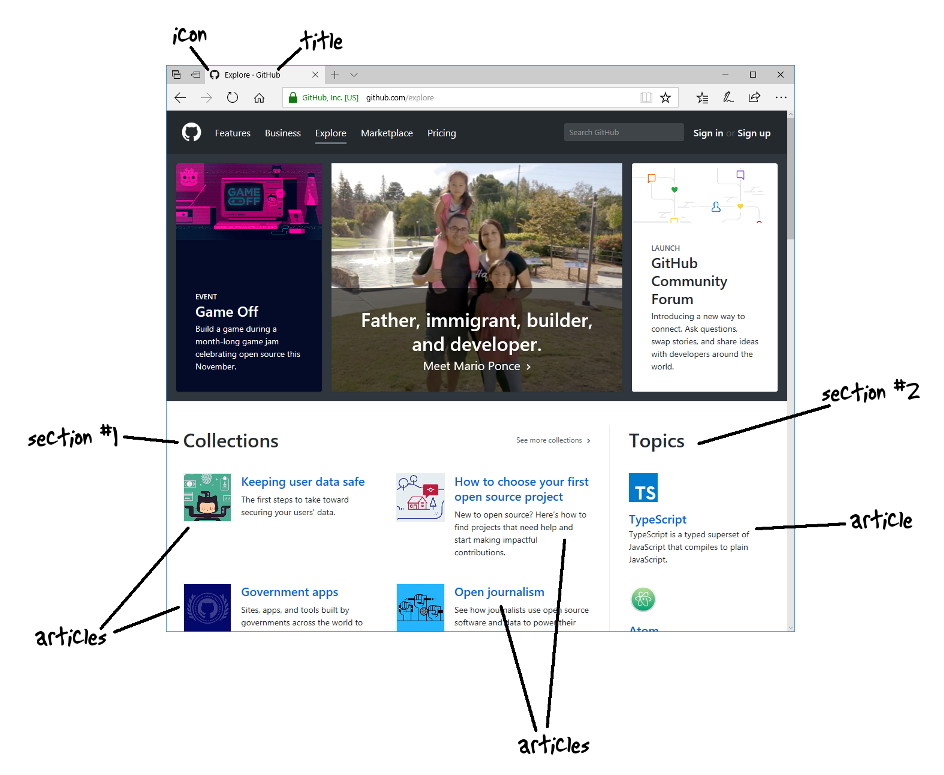 icon
title
Explore - GitHub
GitHub, Inc. [US] github.com/explore
Features Business Explore Marketplace Pricing
Search GitHub
Sign in or Sign up
GAME
OFF
EVENT
Game Off
Build a game during a
month-long game jam
celebrating open source this
November.
Father, immigrant, builder,
and developer.
Meet Mario Ponce
LAUNCH
GitHub
Community
Forum
Introducing a new way to
connect. Ask questions,
swap stories, and share ideas
with developers around the
world.
section #1
section #2
Collections
See more collections
Keeping user data safe
The first steps to take toward
securing your users' data.
How to choose your first
open source project
New to open source? Here's how to
find projects that need help and
start making impactful
contributions.
Government apps
Sites, apps, and tools built by
governments across the world to
Open journalism
See how journalists use open source
software and data to power their
Topics
TS
TypeScript
TypeScript is a typed superset of
JavaScript that compiles to plain
JavaScript.
Atom
article
articles
articles